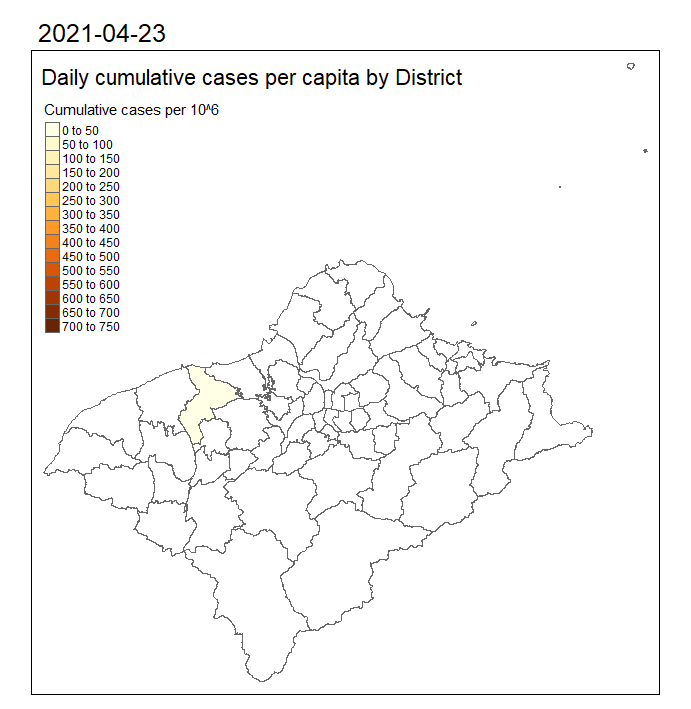 2021-04-23
Daily cumulative cases per capita by District
Cumulative cases per 10^6
0 to 50
50 to 100
100 to 150
150 to 200
200 to 250
250 to 300
300 to 350
350 to 400
400 to 450
450 to 500
500 to 550
550 to 600
600 to 650
650 to 700
700 to 750